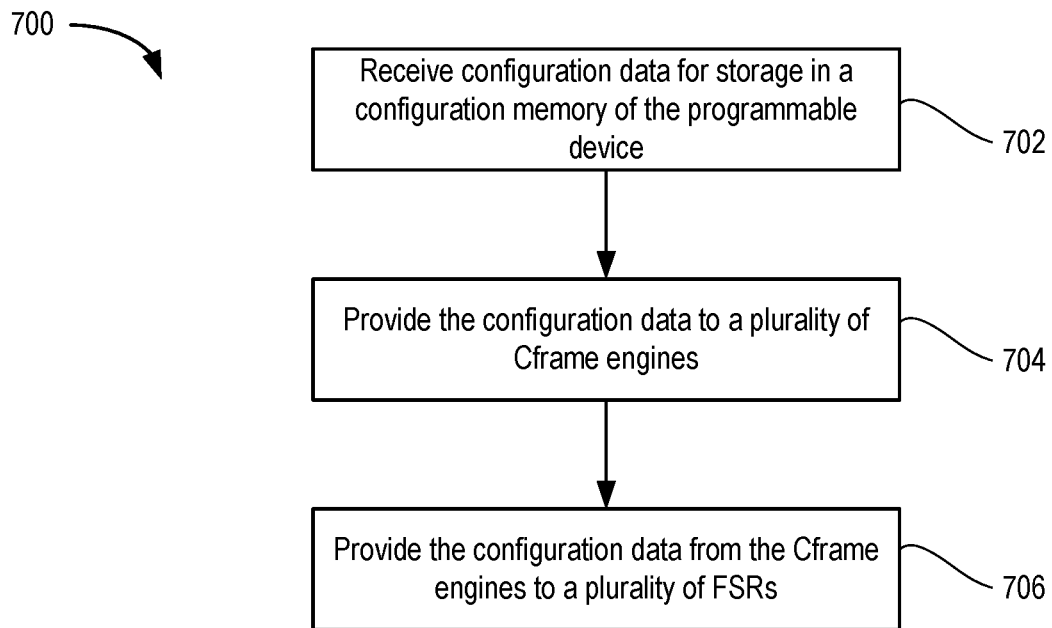 700
Receive configuration data for storage in a
configuration memory of the programmable
device
702
Provide the configuration data to a plurality of
Cframe engines
704
Provide the configuration data from the Cframe
engines to a plurality of FSRs
706